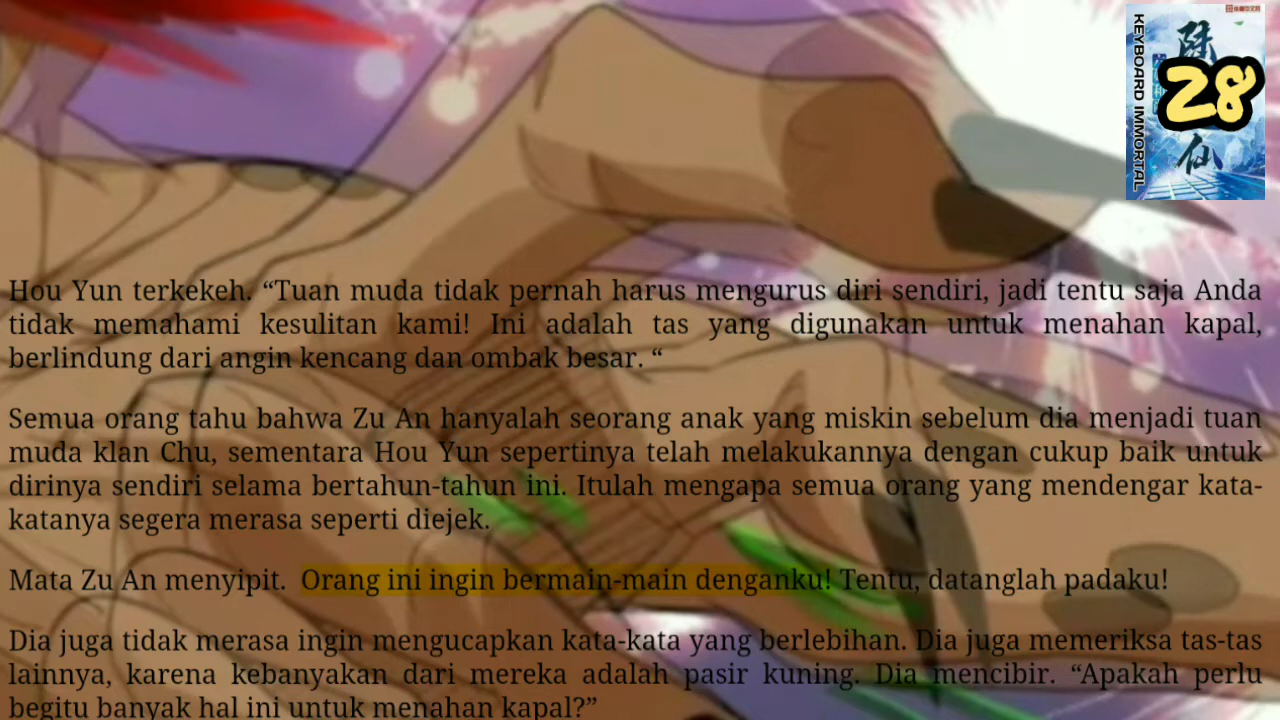 KEYBOARD IMMORTAL
28
仙
Hou Yun terkekeh. “Tuan muda tidak pernah harus mengurus diri sendiri, jadi tentu saja Anda
tidak memahami kesulitan kami! Ini adalah tas yang digunakan untuk menahan kapal,
berlindung dari angin kencang dan ombak besar. “
Semua orang tahu bahwa Zu An hanyalah seorang anak yang miskin sebelum dia menjadi tuan
muda klan Chu, sementara Hou Yun sepertinya telah melakukannya dengan cukup baik untuk
dirinya sendiri selama bertahun-tahun ini. Itulah mengapa semua orang yang mendengar kata-
katanya segera merasa seperti diejek.
Mata Zu An menyipit. Orang ini ingin bermain-main denganku! Tentu, datanglah padaku!
Dia juga tidak merasa ingin mengucapkan kata-kata yang berlebihan. Dia juga memeriksa tas-tas
lainnya, karena kebanyakan dari mereka adalah pasir kuning. Dia mencibir. “Apakah perlu
begitu banyak hal ini untuk menahan kapal?”